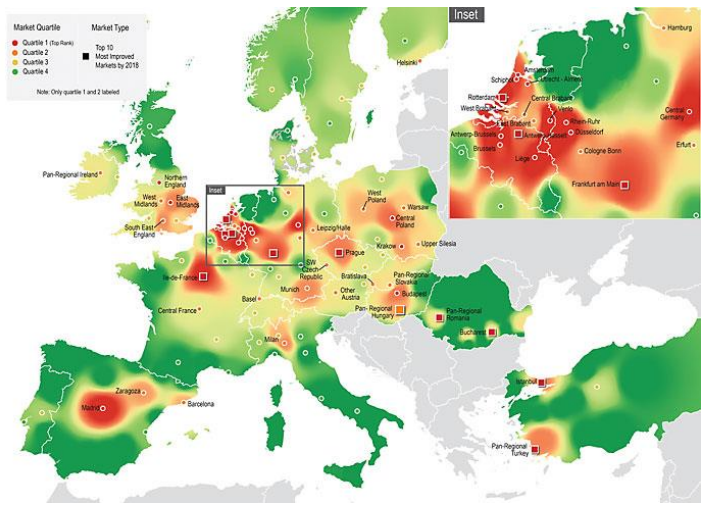 Market Quartile
Quartile 1 (Top Rank)
Quartile 2
Quartile 3
Quartile 4
Market Type
Top 10
Most Improved
Markets by 2018
Note: Only quartile 1 and 2 labeled
Helsinki
Pan-Regional Ireland
Northern
England
West
Midlands
East
Midlands
South East
England
Inset
Ile-de-France
Central France
Basel
Milan
Munich
SW
Czech-
Republic
Leipzig/Halle
Prague
West
Poland
Warsaw
Central
Poland
Krakow
Upper Silesia
Bratislava
Other
Austria
Pan-Regional
Slovakia
Budapest
Pan- Regional
Hungary
Pan-Regional
Romania
Bucharest
Zaragoza
Madrid
Barcelona
Istanbul
Pan-Regional
Turkey
Inset
Hamburg
Amsterdam
Schiphol
Utrecht - Almere
Rotterdam
Central Brabant
West Brabant
Venlo
East Brabant
Rhein-Ruhr
Antwerp-Brussels
Antwerp-Hasselt
Düsseldorf
Brussels
Liège
Cologne Bonn
Central
Germany
Erfurt
Frankfurt am Main